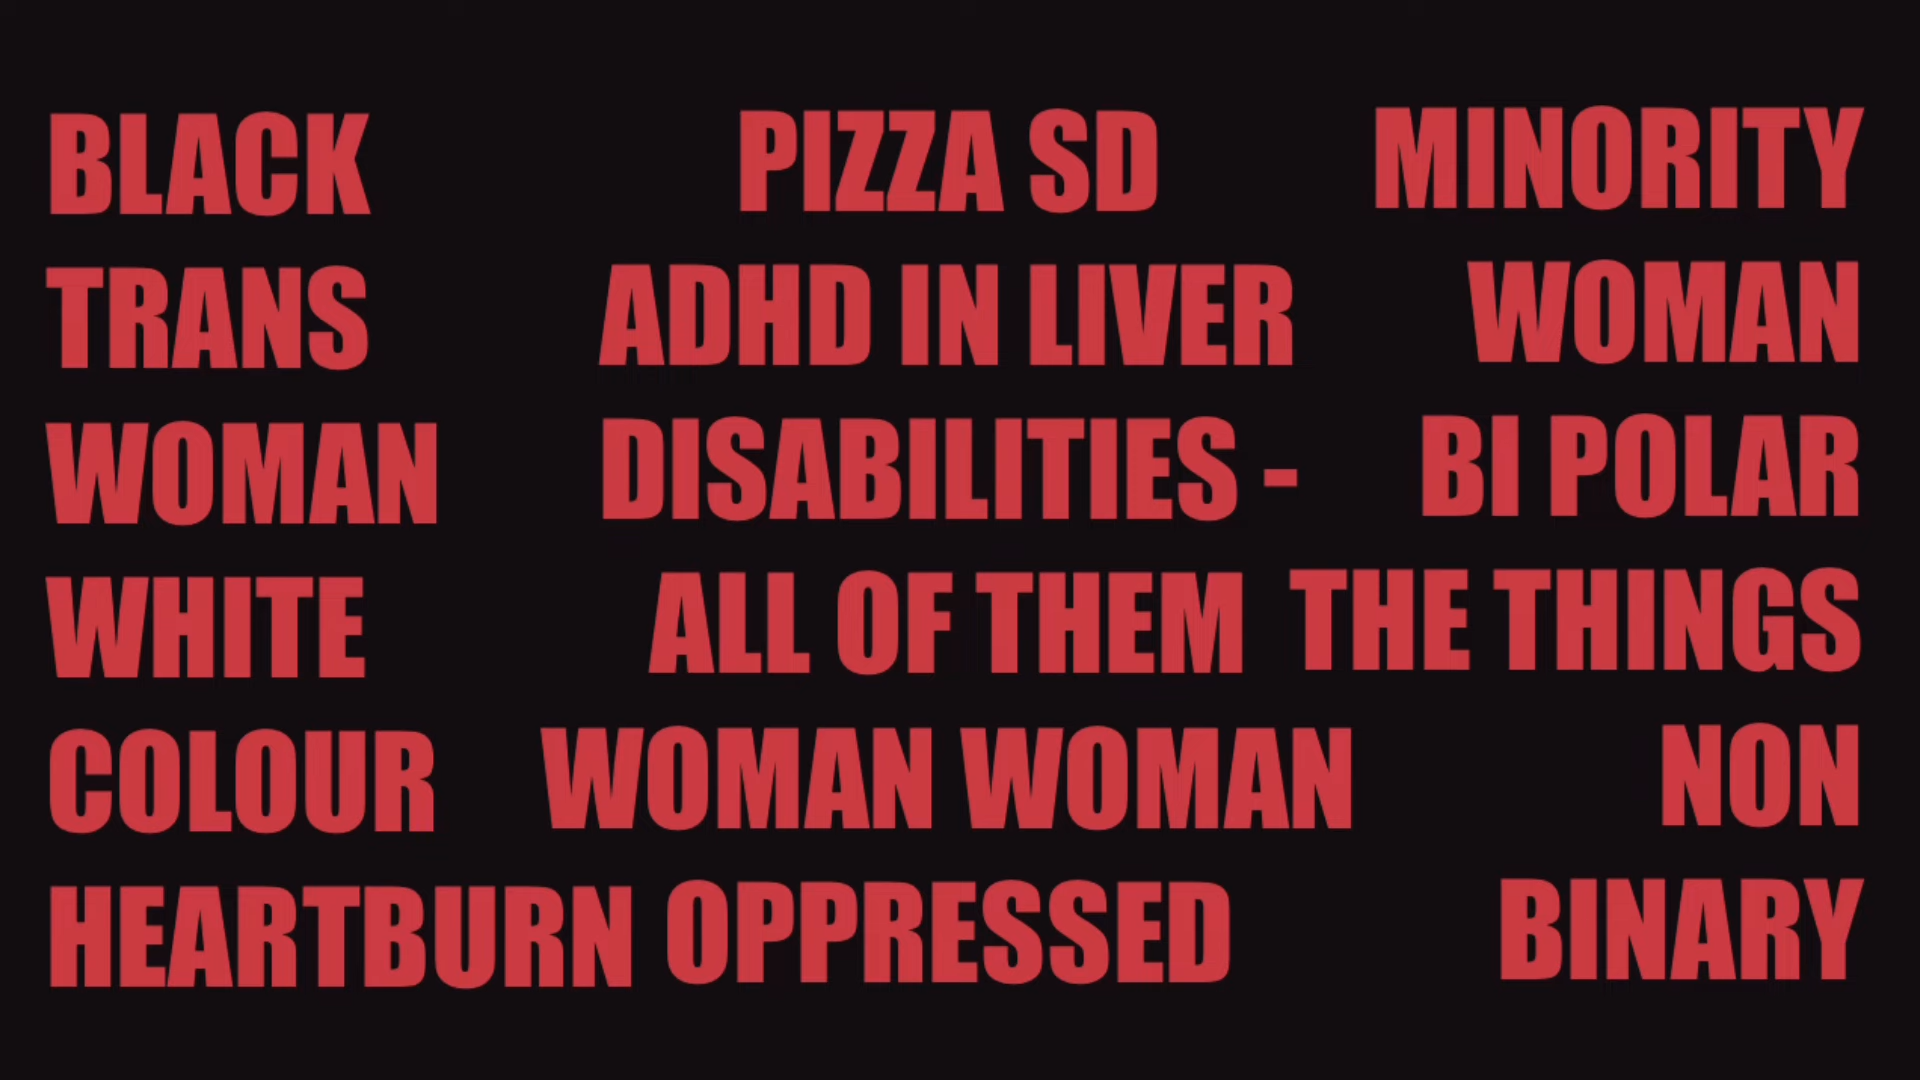 BLACK
TRANS
WOMAN
WHITE
COLOUR
HEARTBURN
PIZZA SD
ADHD IN LIVER
DISABILITIES -
ALL OF THEM
WOMAN WOMAN
OPPRESSED
MINORITY
WOMAN
BI POLAR
THE THINGS
NON
BINARY